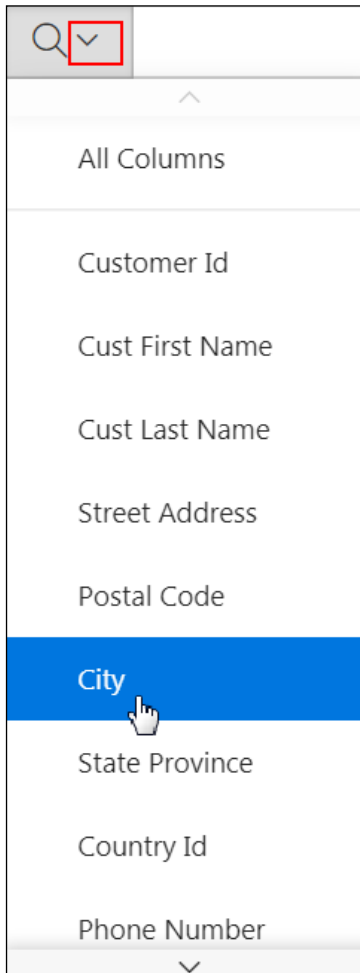 All Columns
Customer Id
Cust First Name
Cust Last Name
Street Address
Postal Code
City
State Province
Country Id
Phone Number